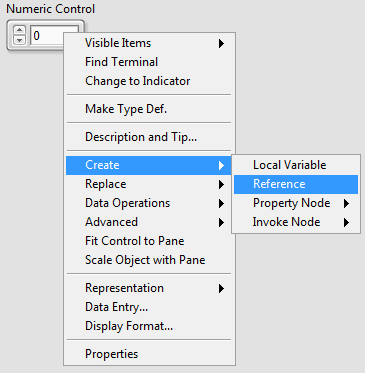 Numeric Control
0
Visible Items
Find Terminal
Change to Indicator
Make Type Def.
Description and Tip...
Create
Replace
Data Operations
Advanced
Fit Control to Pane
Scale Object with Pane
Representation
Data Entry...
Display Format...
Properties
Local Variable
Reference
Property Node
Invoke Node